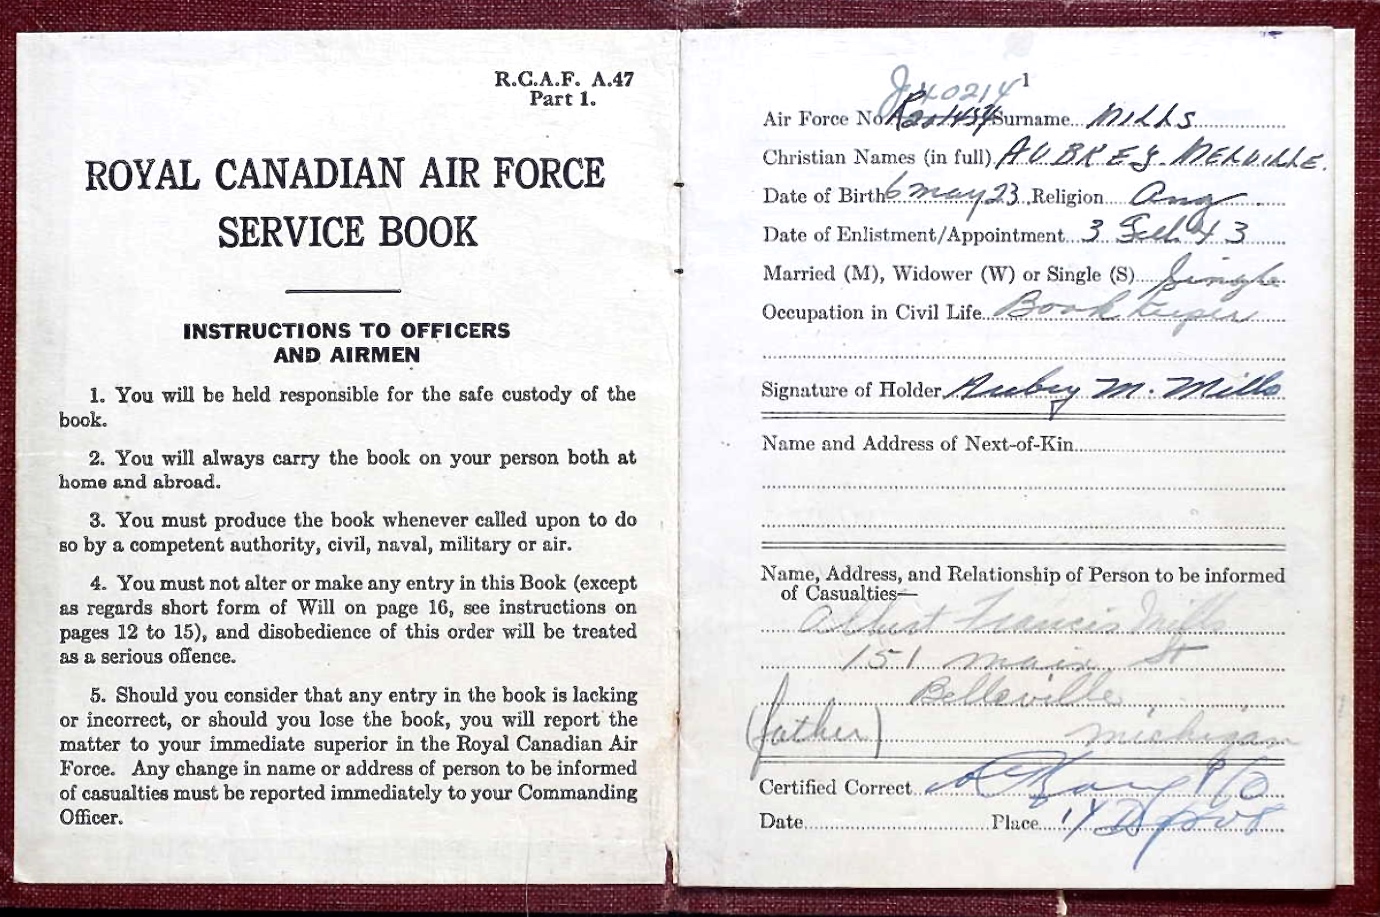 R.C.A.F. A.47
Part 1.
ROYAL CANADIAN AIR FORCE
SERVICE BOOK
INSTRUCTIONS TO OFFICERS
AND AIRMEN
1. You will be held responsible for the safe custody of the
book.
2. You will always carry the book on your person both at
home and abroad.
3. You must produce the book whenever called upon to do
so by a competent authority, civil, naval, military or air.
4. You must not alter or make any entry in this Book (except
as regards short form of Will on page 16, see instructions on
pages 12 to 15), and disobedience of this order will be treated
as a serious offence.
5. Should you consider that any entry in the book is lacking
or incorrect, or should you lose the book, you will report the
matter to your immediate superior in the Royal Canadian Air
Force. Any change in name or address of person to be informed
of casualties must be reported immediately to your Commanding
Officer.
1
J40214
Air Force No. Surname MILLS
Christian Names (in full) AUBREY MELVILLE.
Date of Birth 6 May 23. Religion Ang
Date of Enlistment/Appointment 3 Feb 43
Married (M), Widower (W) or Single (S) Single
Occupation in Civil Life Book keeper
Signature of Holder Aubrey M. Mills
Name and Address of Next-of-Kin
Name, Address, and Relationship of Person to be informed
of Casualties—
Albert Francis Mills
151 Main St
Belleville,
(father) Michigan
Certified Correct F/O
Date Place